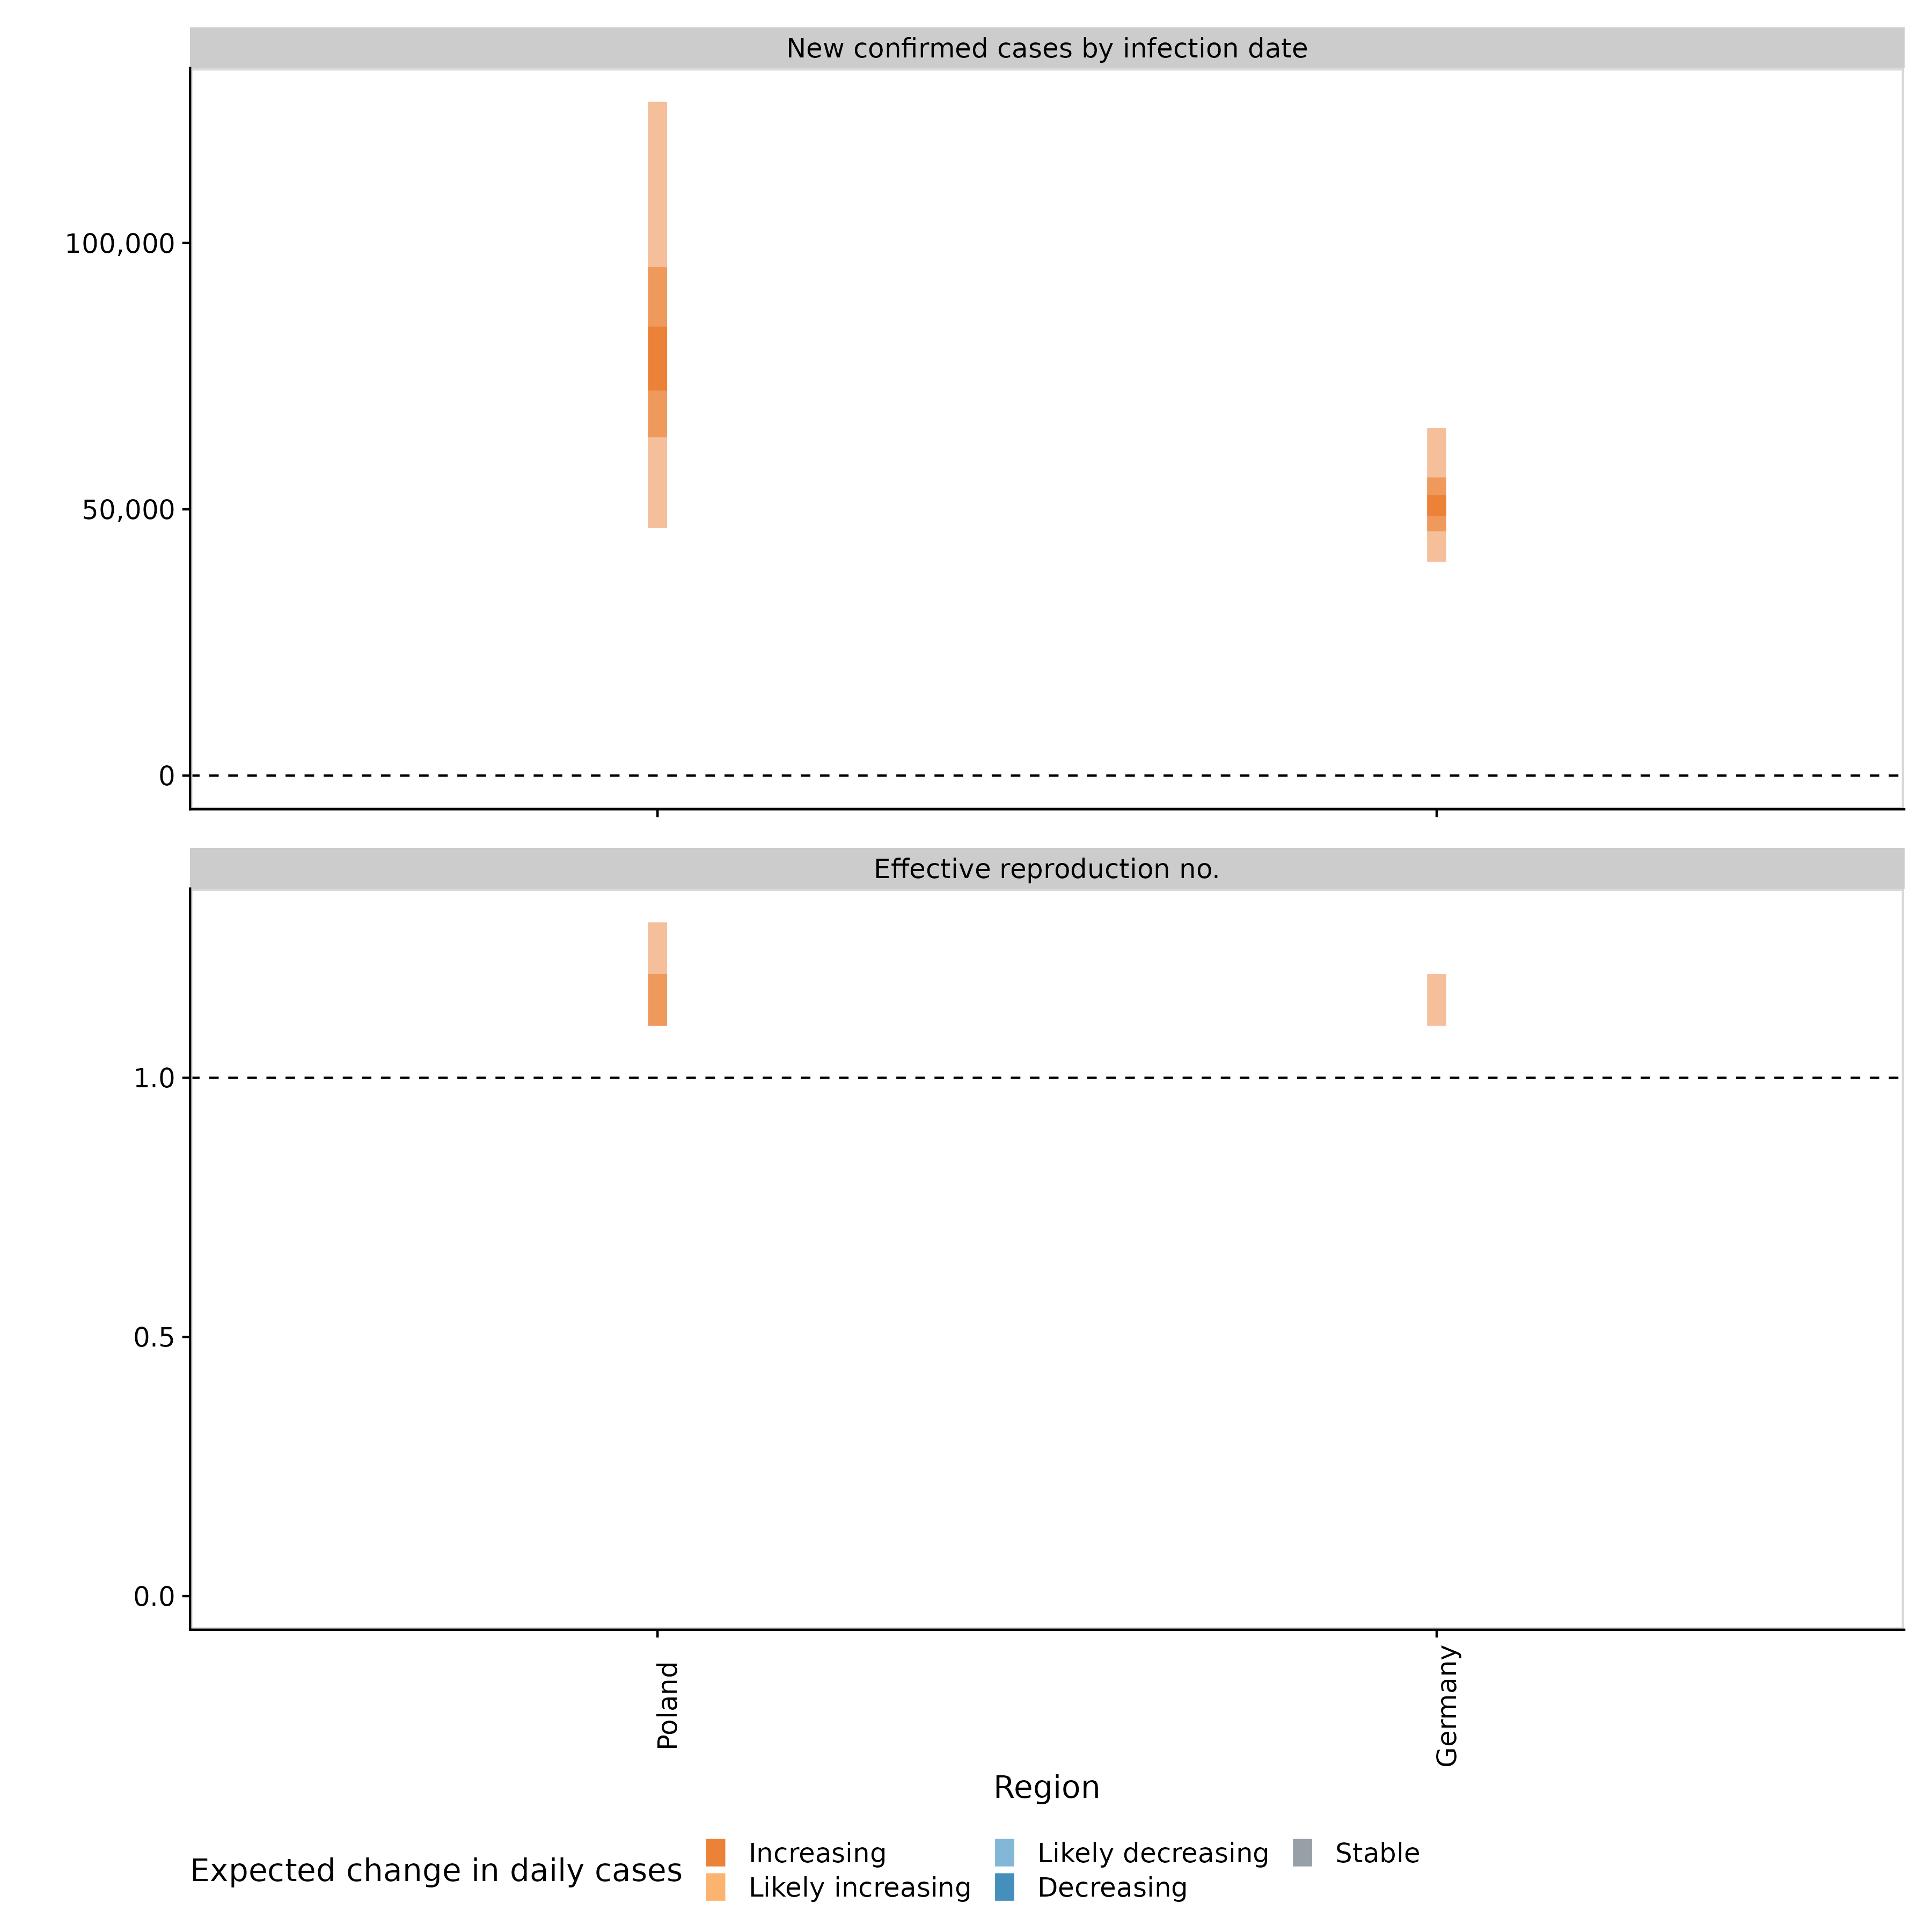 New confirmed cases by infection date
100,000
50,000
0
Effective reproduction no.
1.0
0.5
0.0
Poland
Germany
Region
Expected change in daily cases
Increasing
Likely increasing
Likely decreasing
Decreasing
Stable